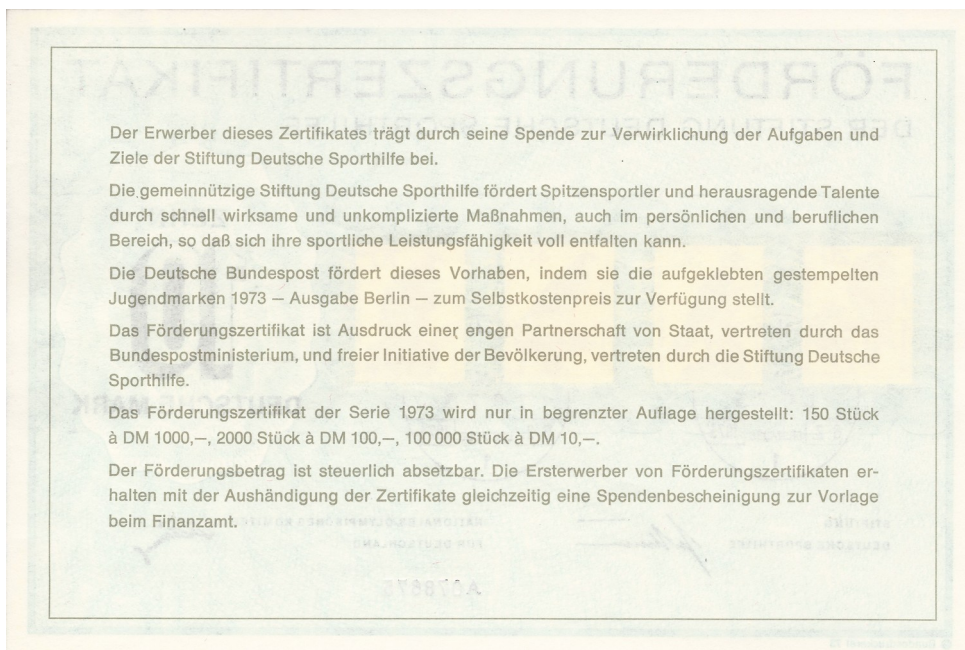 Der Erwerber dieses Zertifikates trägt durch seine Spende zur Verwirklichung der Aufgaben und
Ziele der Stiftung Deutsche Sporthilfe bei.
Die gemeinnützige Stiftung Deutsche Sporthilfe fördert Spitzensportler und herausragende Talente
durch schnell wirksame und unkomplizierte Maßnahmen, auch im persönlichen und beruflichen
Bereich, so daß sich ihre sportliche Leistungsfähigkeit voll entfalten kann.
Die Deutsche Bundespost fördert dieses Vorhaben, indem sie die aufgeklebten gestempelten
Jugendmarken 1973 – Ausgabe Berlin – zum Selbstkostenpreis zur Verfügung stellt.
Das Förderungszertifikat ist Ausdruck einer engen Partnerschaft von Staat, vertreten durch das
Bundespostministerium, und freier Initiative der Bevölkerung, vertreten durch die Stiftung Deutsche
Sporthilfe.
Das Förderungszertifikat der Serie 1973 wird nur in begrenzter Auflage hergestellt: 150 Stück
à DM 1000,–, 2000 Stück à DM 100,–, 100 000 Stück à DM 10,–.
Der Förderungsbetrag ist steuerlich absetzbar. Die Ersterwerber von Förderungszertifikaten er-
halten mit der Aushändigung der Zertifikate gleichzeitig eine Spendenbescheinigung zur Vorlage
beim Finanzamt.